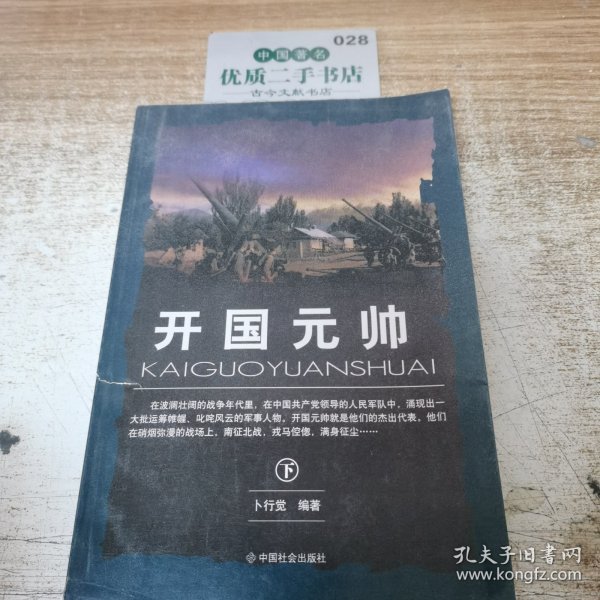 028
中国著名
优质二手书店
古今文献书店
开国元帅
KAIGUOYUANSHUAI
在波澜壮阔的战争年代里，在中国共产党领导的人民军队中，涌现出一
大批运筹帷幄、叱咤风云的军事人物。开国元帅就是他们的杰出代表。他们
在硝烟弥漫的战场上，南征北战，戎马倥偬，满身征尘……
下
卜行觉 编著
中国社会出版社
孔夫子旧书网
www.kongfz.com